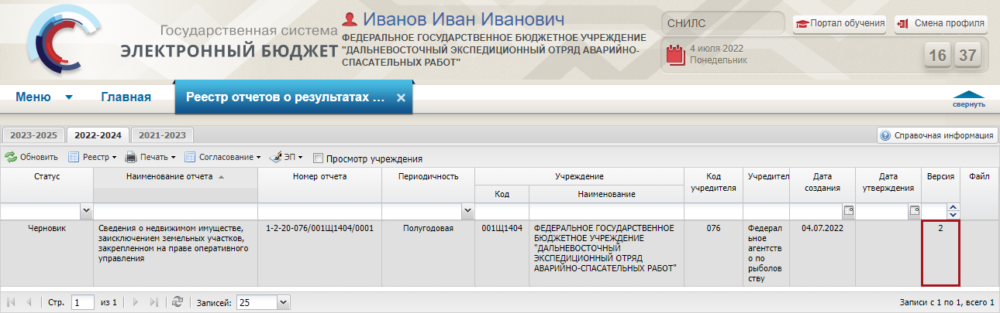 Государственная система
ЭЛЕКТРОННЫЙ БЮДЖЕТ
Иванов Иван Иванович
ФЕДЕРАЛЬНОЕ ГОСУДАРСТВЕННОЕ БЮДЖЕТНОЕ УЧРЕЖДЕНИЕ
"ДАЛЬНЕВОСТОЧНЫЙ ЭКСПЕДИЦИОННЫЙ ОТРЯД АВАРИЙНО-
СПАСАТЕЛЬНЫХ РАБОТ"
СНИЛС
Портал обучения
Смена профиля
4 июля 2022
Понедельник
16 37
Меню
Главная
Реестр отчетов о результатах ...
свернуть
2023-2025
2022-2024
2021-2023
Справочная информация
Обновить
Реестр
Печать
Согласование
ЭП
Просмотр учреждения
Статус
Наименование отчета
Номер отчета
Периодичность
Учреждение
Код
Наименование
Код
учредителя
Учредител
Дата
создания
Дата
утверждения
Версия
Файл
Черновик
Сведения о недвижимом имуществе,
заисключением земельных участков,
закрепленном на праве оперативного
управления
1-2-20-076/001Щ1404/0001
Полугодовая
001Щ1404
ФЕДЕРАЛЬНОЕ ГОСУДАРСТВЕННОЕ
БЮДЖЕТНОЕ УЧРЕЖДЕНИЕ
"ДАЛЬНЕВОСТОЧНЫЙ
ЭКСПЕДИЦИОННЫЙ ОТРЯД
АВАРИЙНО-СПАСАТЕЛЬНЫХ РАБОТ"
076
Федерал
ьное
агентств
о по
рыболов
ству
04.07.2022
2
Стр. 1 из 1
Записей: 25
Записи с 1 по 1, всего 1